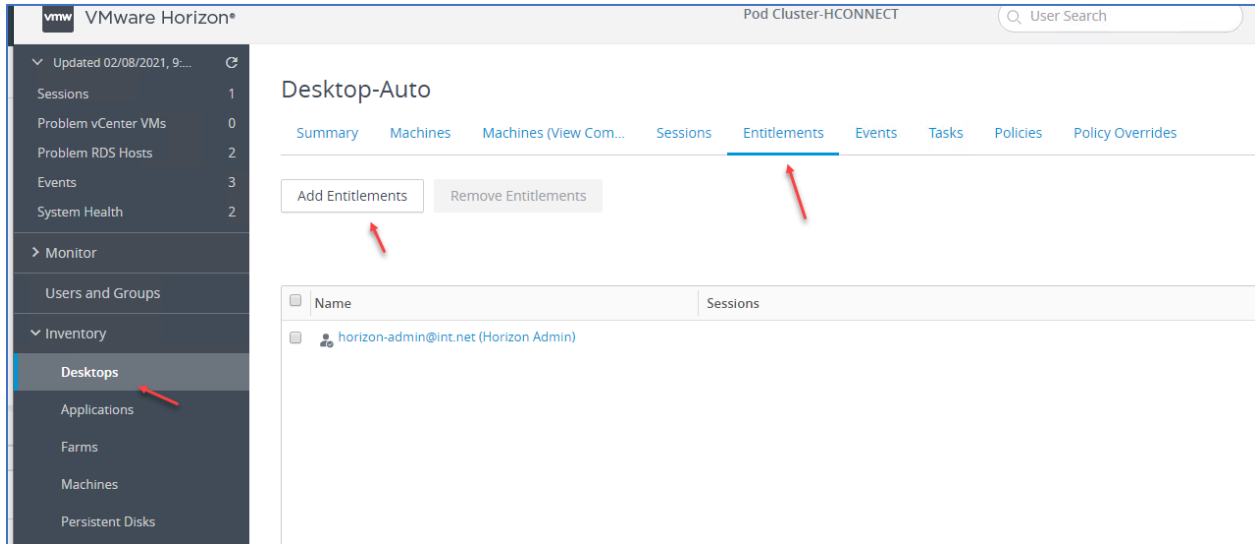 vmw VMware Horizon®
Pod Cluster-HCONNECT
User Search
Updated 02/08/2021, 9:...
Sessions 1
Problem vCenter VMs 0
Problem RDS Hosts 2
Events 3
System Health 2
Monitor
Users and Groups
Inventory
Desktops
Applications
Farms
Machines
Persistent Disks
Desktop-Auto
Summary Machines Machines (View Com... Sessions Entitlements Events Tasks Policies Policy Overrides
Add Entitlements Remove Entitlements
Name Sessions
horizon-admin@int.net (Horizon Admin)